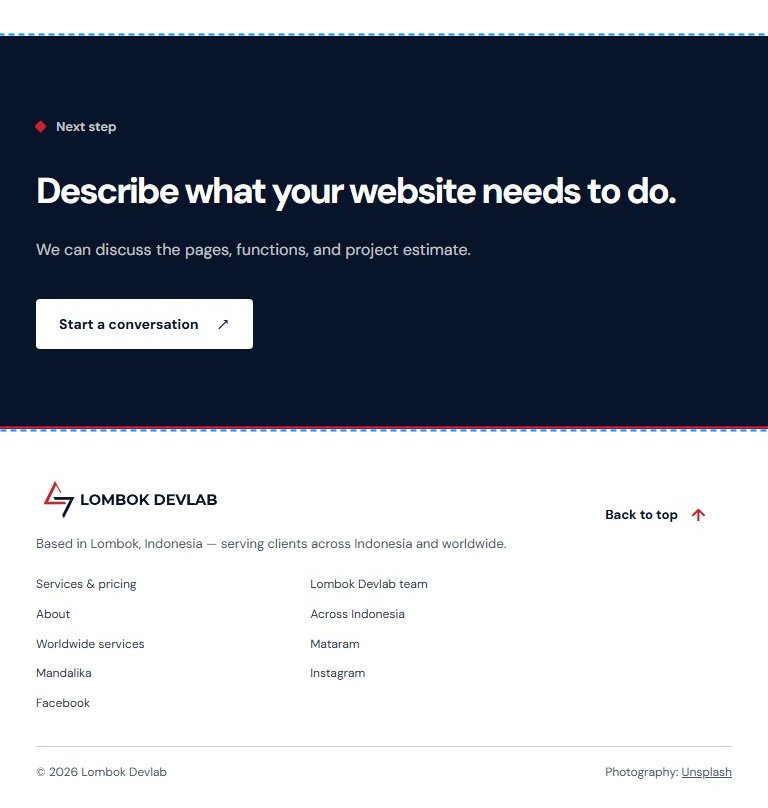 Next step
Describe what your website needs to do.
We can discuss the pages, functions, and project estimate.
Start a conversation ↗
LOMBOK DEVLAB
Back to top ↑
Based in Lombok, Indonesia — serving clients across Indonesia and worldwide.
Services & pricing
Lombok Devlab team
About
Across Indonesia
Worldwide services
Mataram
Mandalika
Instagram
Facebook
© 2026 Lombok Devlab
Photography: Unsplash